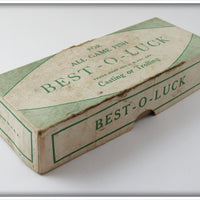 FOR
ALL GAME FISH
BEST-O-LUCK
Casting or Trolling
BEST-O-LUCK